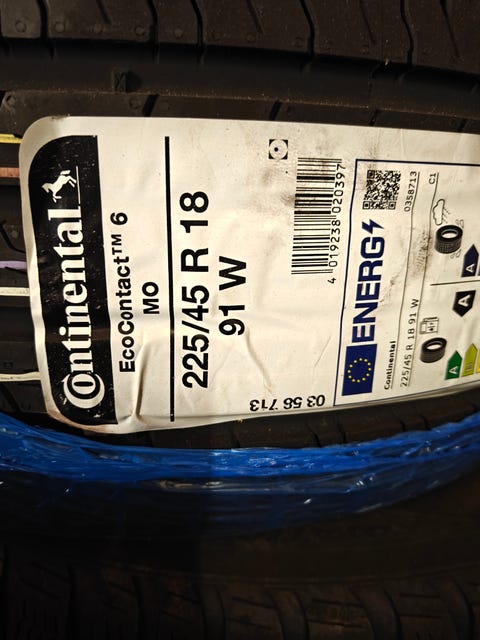 Continental
EcoContact™ 6
MO
225/45 R 18
91 W
03 58 713
4 019238 020397
ENERG
0358713
Continental
225/45 R 18 91 W
C1
A
A
A